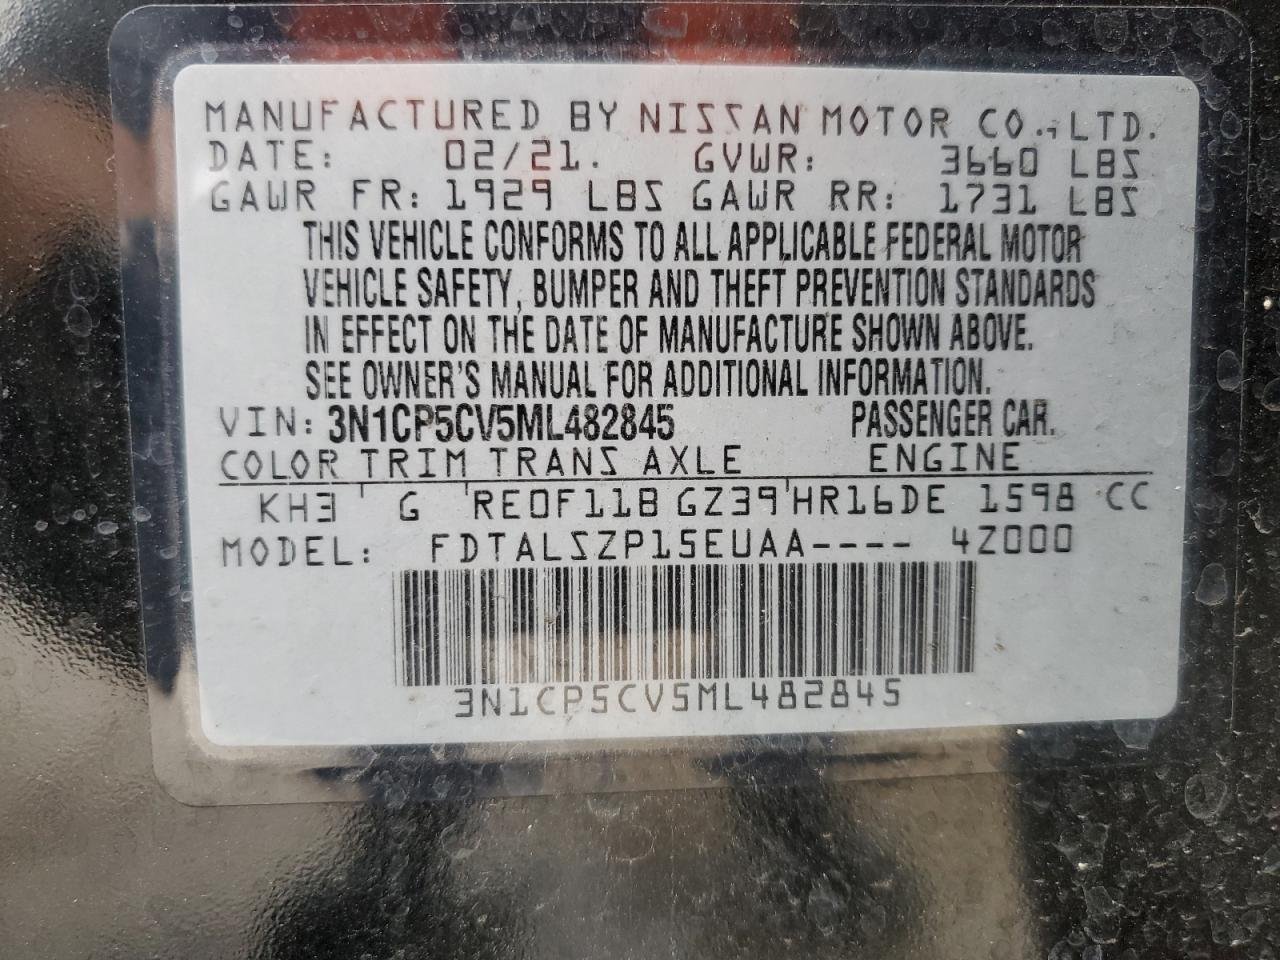 MANUFACTURED BY NISSAN MOTOR CO.,LTD.
DATE: 02/21. GVWR: 3660 LBS
GAWR FR: 1929 LBS GAWR RR: 1731 LBS
THIS VEHICLE CONFORMS TO ALL APPLICABLE FEDERAL MOTOR
VEHICLE SAFETY, BUMPER AND THEFT PREVENTION STANDARDS
IN EFFECT ON THE DATE OF MANUFACTURE SHOWN ABOVE.
SEE OWNER'S MANUAL FOR ADDITIONAL INFORMATION.
VIN: 3N1CP5CV5ML482845 PASSENGER CAR.
COLOR TRIM TRANS AXLE ENGINE
KH3 G RE0F11B GZ39 HR16DE 1598 CC
MODEL: FDTALSZP15EUAA---- 4Z000
3N1CP5CV5ML482845